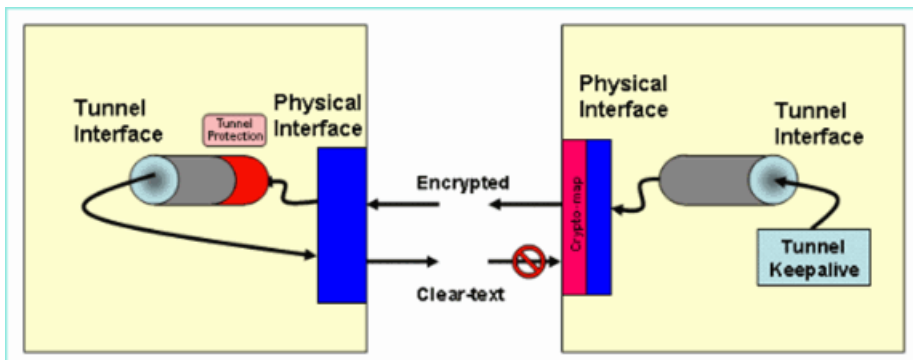 Tunnel
Interface
Tunnel
Protection
Physical
Interface
Encrypted
Clear-text
Physical
Interface
Crypto-map
Tunnel
Interface
Tunnel
Keepalive